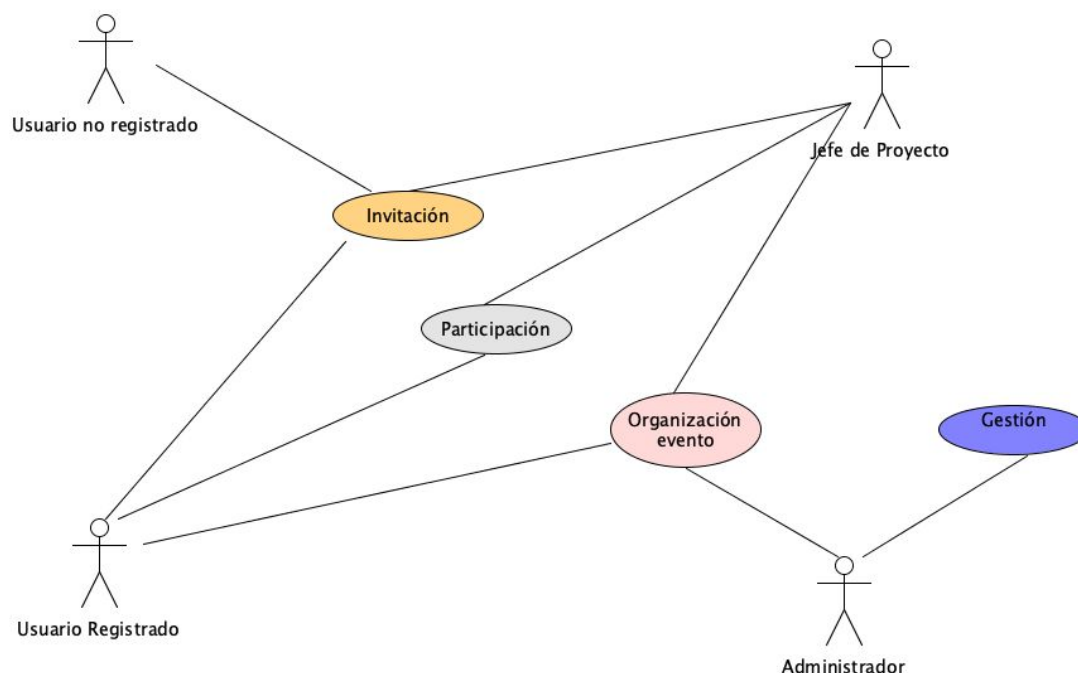 Usuario no registrado
Jefe de Proyecto
Invitación
Participación
Organización
evento
Gestión
Usuario Registrado
Administrador